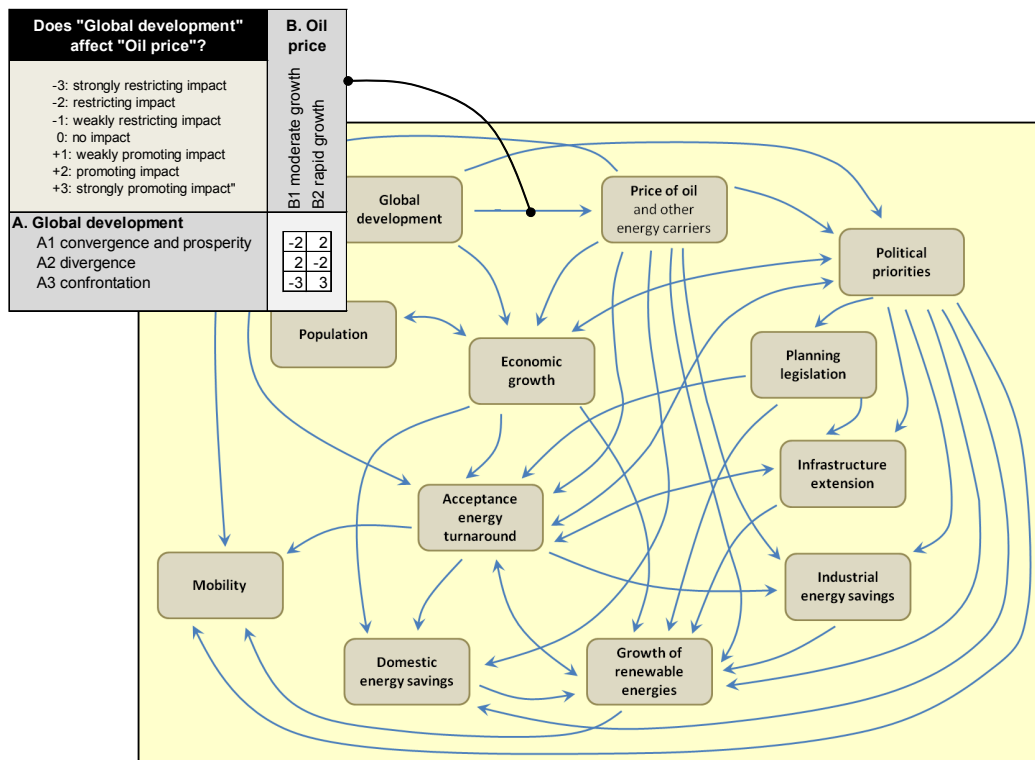 Does "Global development"
affect "Oil price"?
B. Oil
price
-3: strongly restricting impact
-2: restricting impact
-1: weakly restricting impact
0: no impact
+1: weakly promoting impact
+2: promoting impact
+3: strongly promoting impact"
B1 moderate growth
B2 rapid growth
A. Global development
A1 convergence and prosperity
-2 2
A2 divergence
2 -2
A3 confrontation
-3 3
Global
development
Price of oil
and other
energy carriers
Political
priorities
Population
Economic
growth
Planning
legislation
Infrastructure
extension
Acceptance
energy
turnaround
Mobility
Industrial
energy savings
Domestic
energy savings
Growth of
renewable
energies